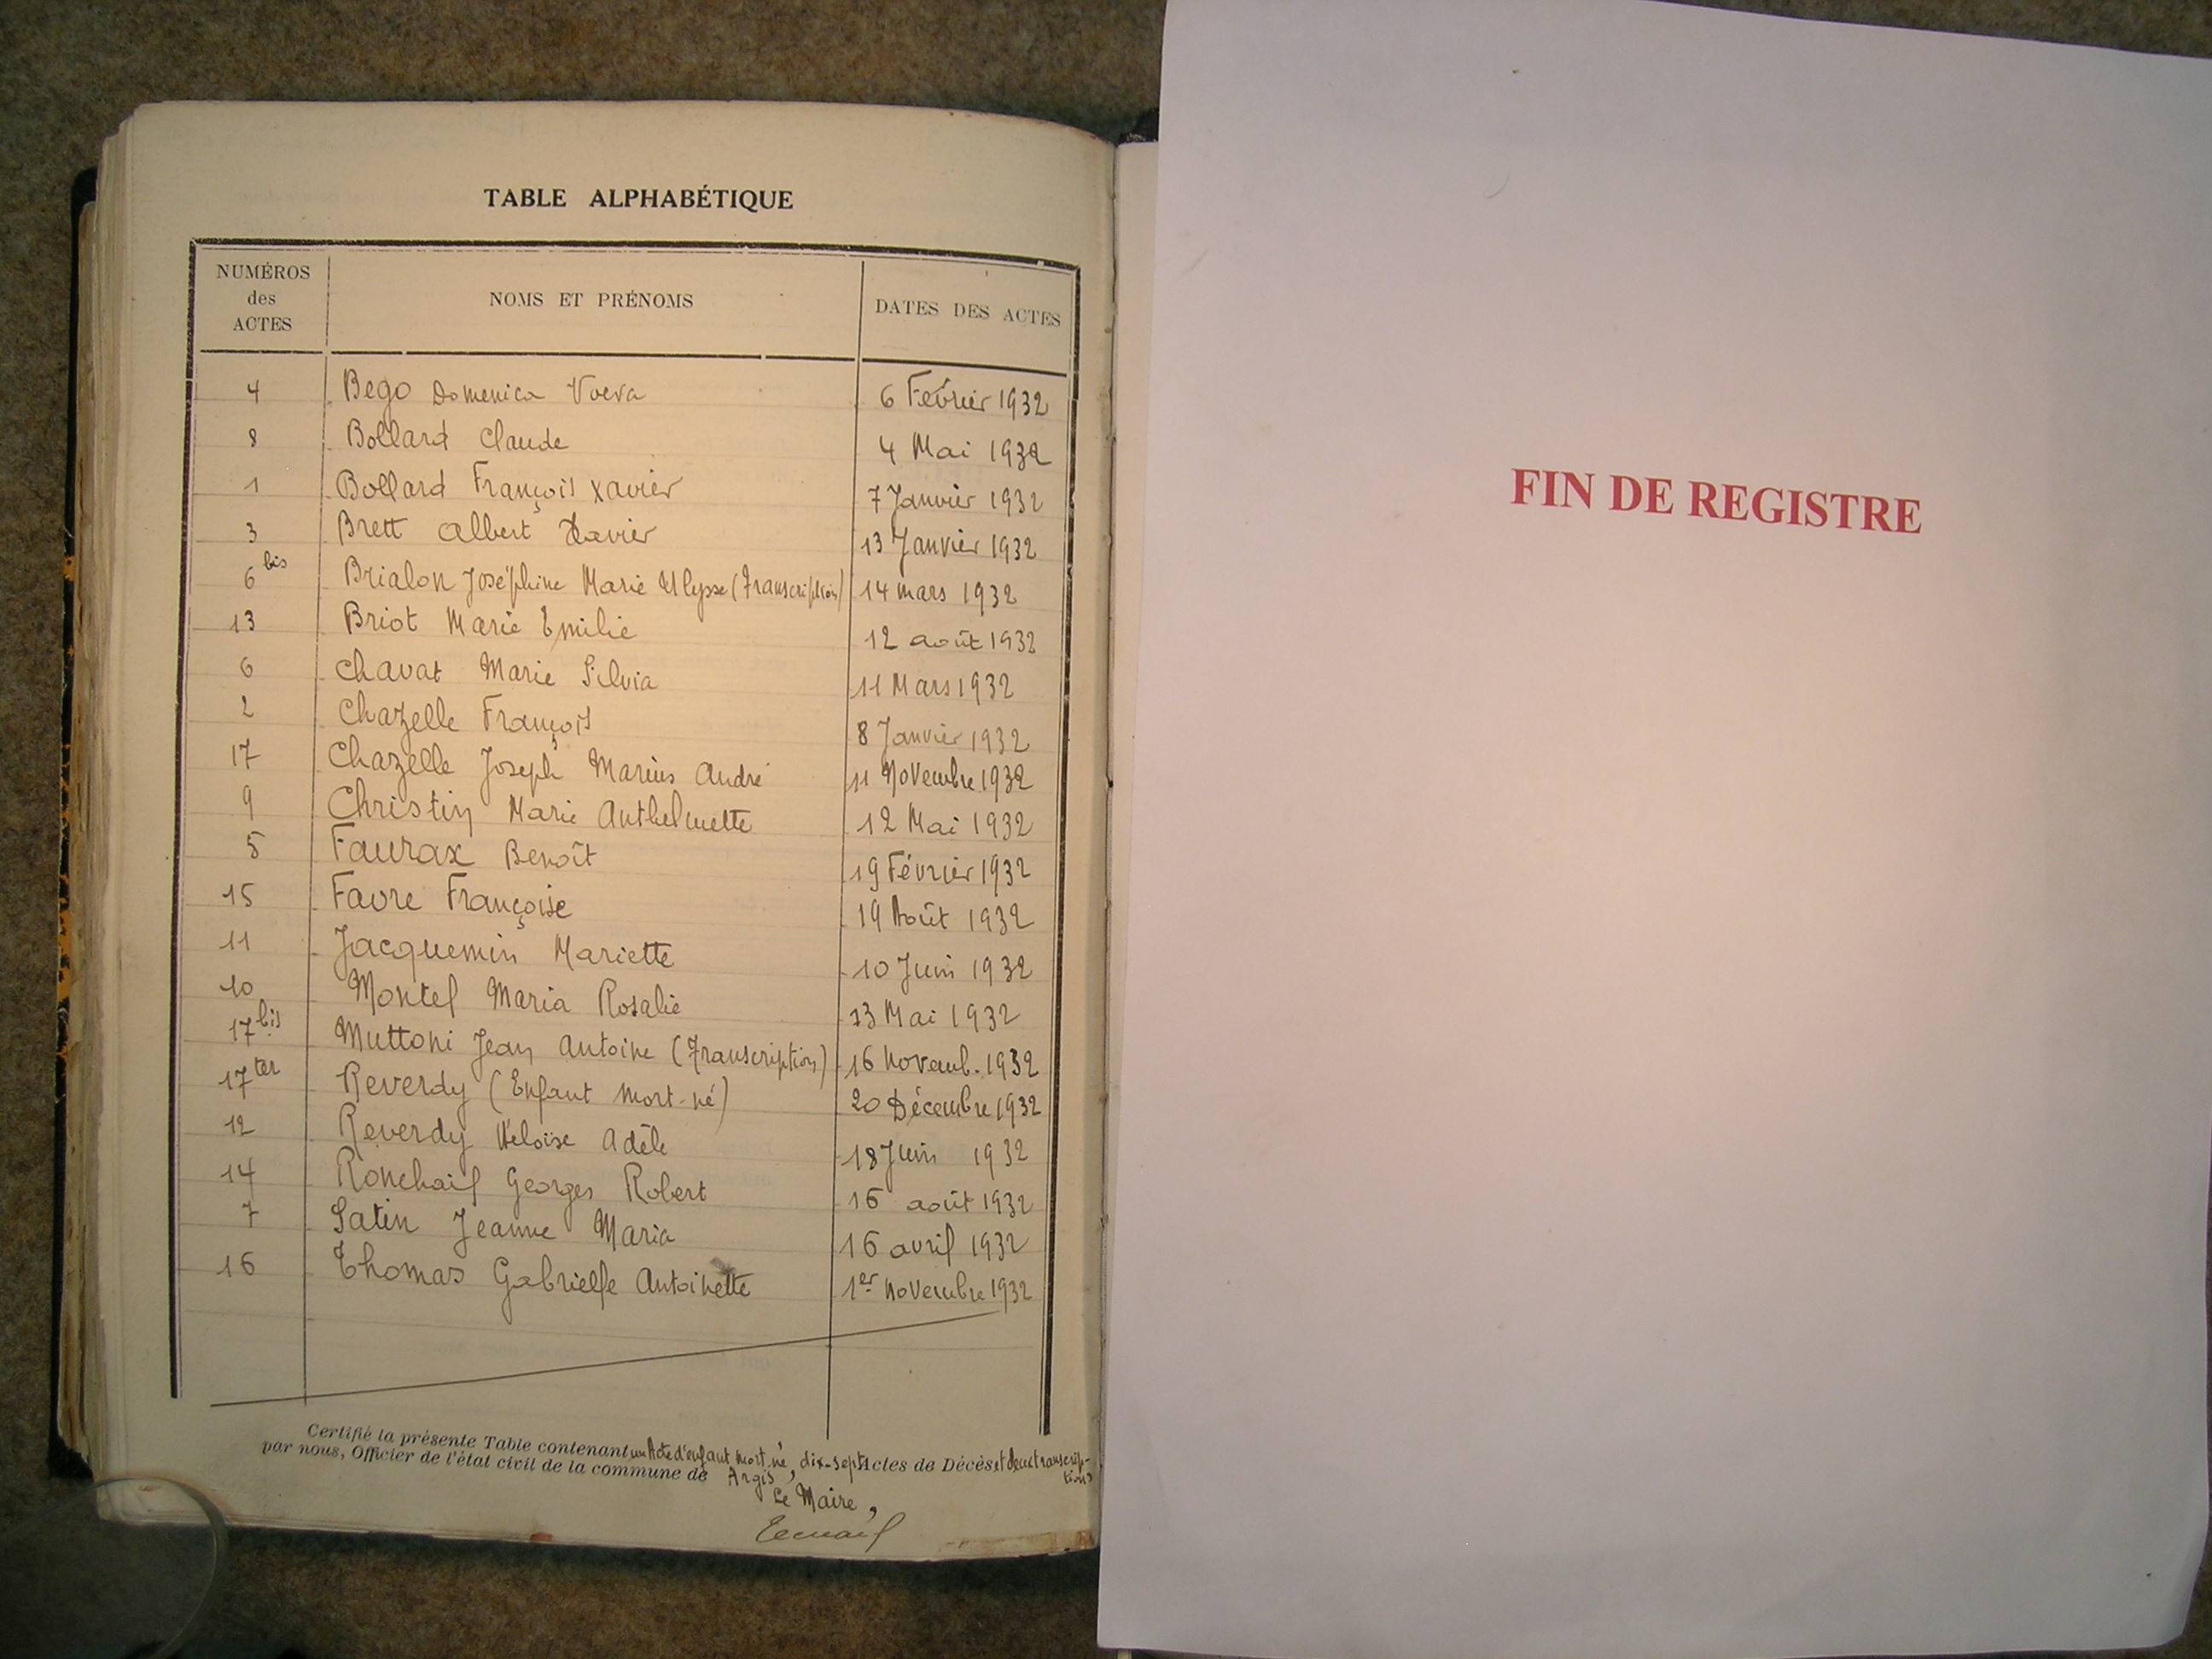 TABLE ALPHABÉTIQUE
NUMÉROS des ACTES NOMS ET PRÉNOMS DATES DES ACTES
4 Bego Domenica 6 Février 1932
8 Bollard Claude 4 Mai 1932
1 Bollard François Xavier 7 Janvier 1932
3 Brett Albert Xavier 13 Janvier 1932
6 bis Brialon Joséphine Marie Ulysse (Transcription) 14 mars 1932
13 Briot Marie Emilie 12 août 1932
6 Chavat Marie Silvia 11 Mars 1932
2 Chazelle François 8 Janvier 1932
17 Chazelle Joseph Marius André 11 Novembre 1932
9 Christin Marie Anthelmette 12 Mai 1932
5 Faurax Benoît 19 Février 1932
15 Favre Françoise 19 Août 1932
11 Jacquemin Mariette 10 Juin 1932
10 Montel Maria Rosalie 13 Mai 1932
17 bis Muttoni Jean Antoine (Transcription) 16 Novemb. 1932
17 ter Reverdy (Enfant mort-né) 20 Décembre 1932
12 Reverdy Héloïse Adèle 18 Juin 1932
14 Ronchail Georges Robert 16 août 1932
7 Satin Jeanne Maria 16 avril 1932
16 Thomas Gabrielle Antoinette 1er Novembre 1932
Certifié la présente Table contenant un Acte d'enfant mort né, dix-sept Actes de Décès et deux transcriptions
par nous, Officier de l'état civil de la commune de Argis
Le Maire,
FIN DE REGISTRE